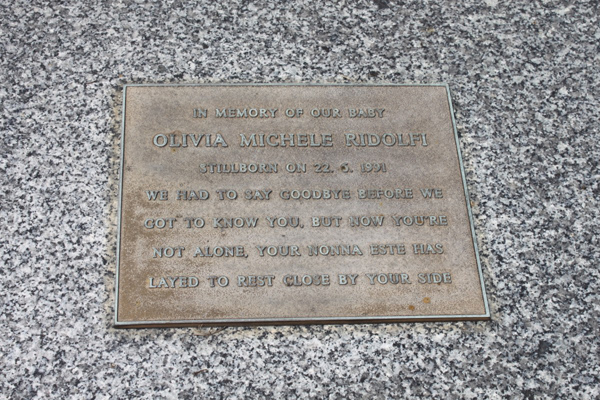 IN MEMORY OF OUR BABY
OLIVIA MICHELE RIDOLFI
STILLBORN ON 22. 5. 1991
WE HAD TO SAY GOODBYE BEFORE WE
GOT TO KNOW YOU, BUT NOW YOU'RE
NOT ALONE, YOUR NONNA ESTE HAS
LAYED TO REST CLOSE BY YOUR SIDE